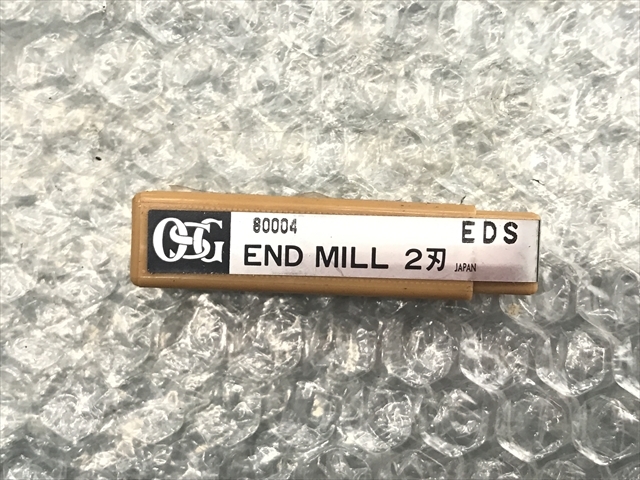 OSG
80004
EDS
END MILL 2刃
JAPAN